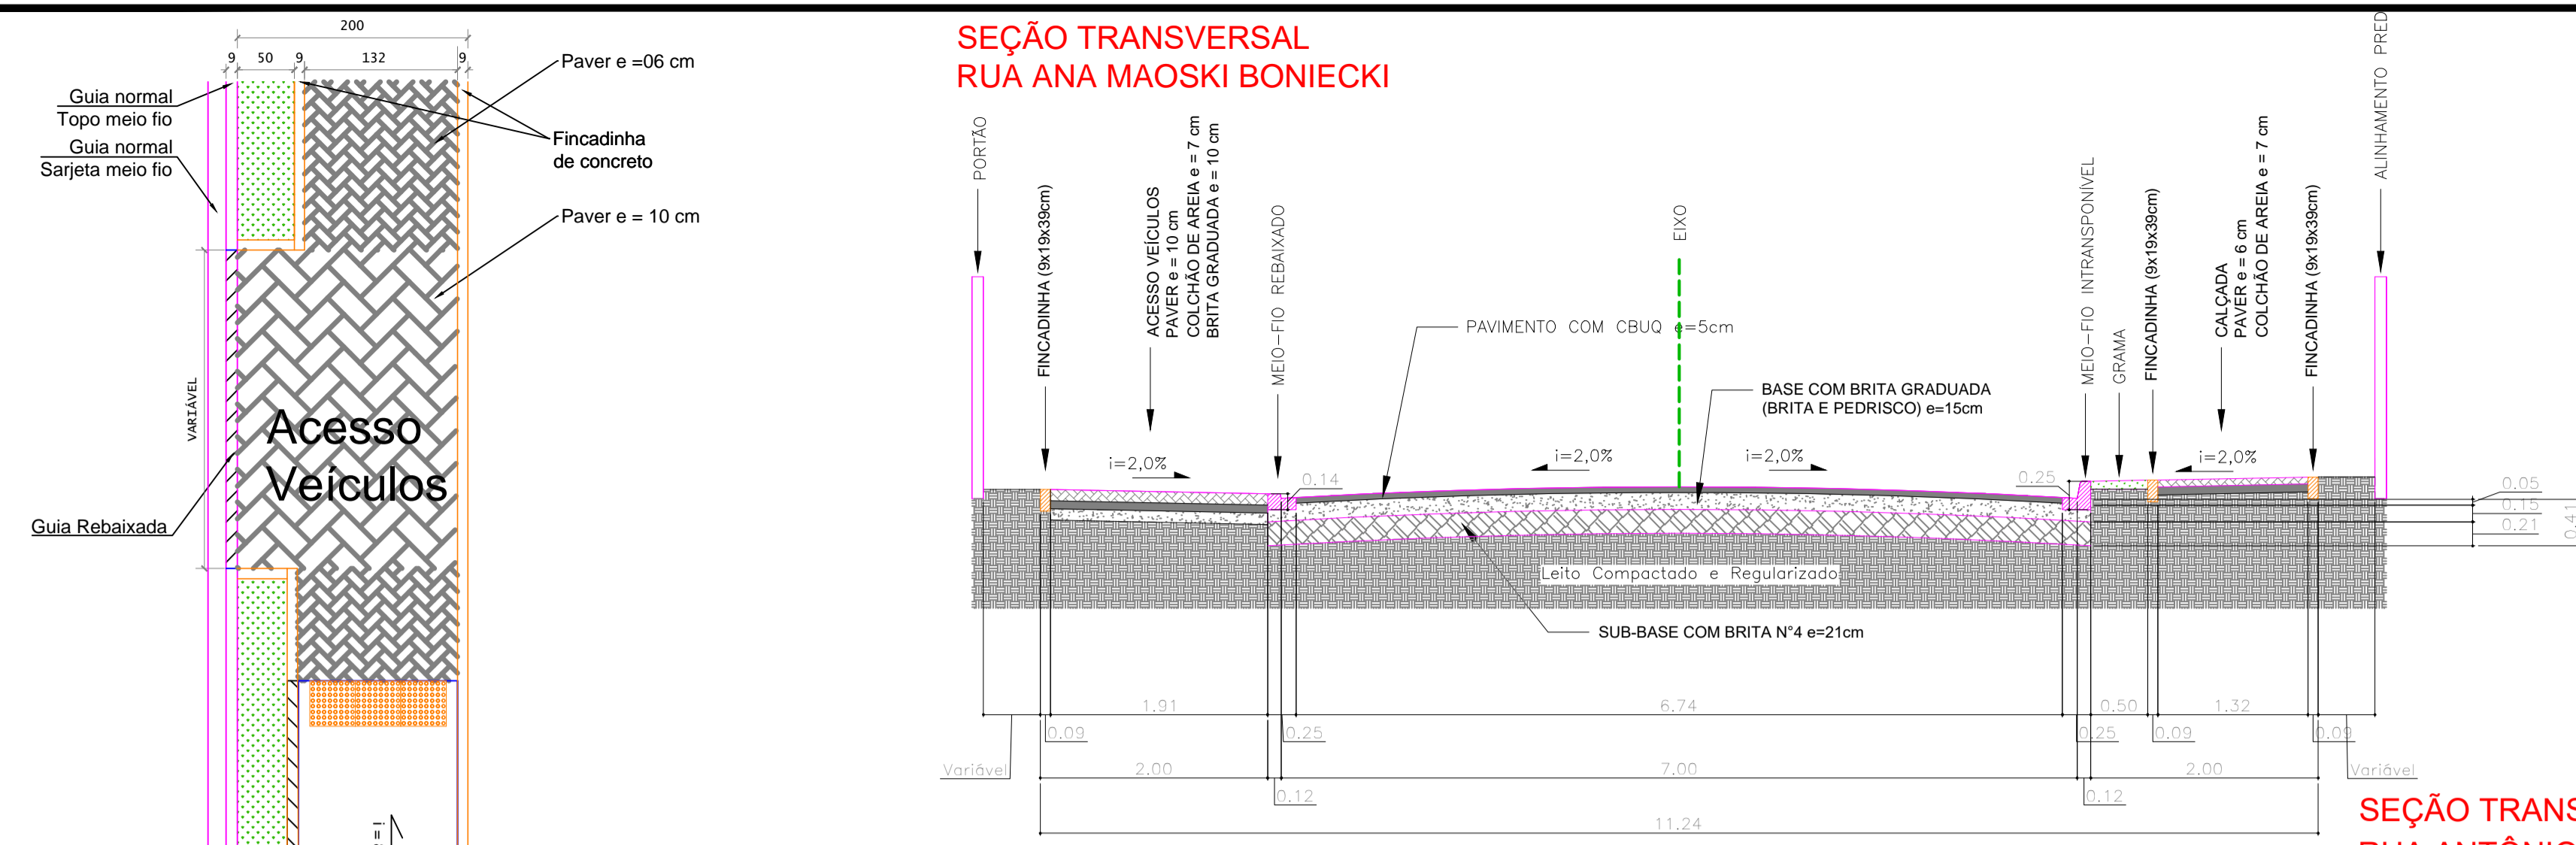 200
9
50
9
132
9
Paver e =06 cm
Guia normal
Topo meio fio
Guia normal
Sarjeta meio fio
Fincadinha
de concreto
Paver e = 10 cm
VARIÁVEL
Acesso
Veículos
Guia Rebaixada
SEÇÃO TRANSVERSAL
RUA ANA MAOSKI BONIECKI
PORTÃO
FINCADINHA (9x19x39cm)
ACESSO VEÍCULOS
PAVER e = 10 cm
COLCHÃO DE AREIA e = 7 cm
BRITA GRADUADA e = 10 cm
MEIO-FIO REBAIXADO
EIXO
PAVIMENTO COM CBUQ e=5cm
BASE COM BRITA GRADUADA
(BRITA E PEDRISCO) e=15cm
MEIO-FIO INTRANSPONÍVEL
GRAMA
FINCADINHA (9x19x39cm)
CALÇADA
PAVER e = 6 cm
COLCHÃO DE AREIA e = 7 cm
FINCADINHA (9x19x39cm)
ALINHAMENTO PRED
i=2,0%
i=2,0%
i=2,0%
i=2,0%
0.14
0.25
0.05
0.15
0.21
0.41
Leito Compactado e Regularizado
SUB-BASE COM BRITA N°4 e=21cm
1.91
6.74
0.50
1.32
0.09
0.25
0.25
0.09
0.09
Variável
2.00
7.00
2.00
Variável
0.12
0.12
11.24
SEÇÃO TRANS